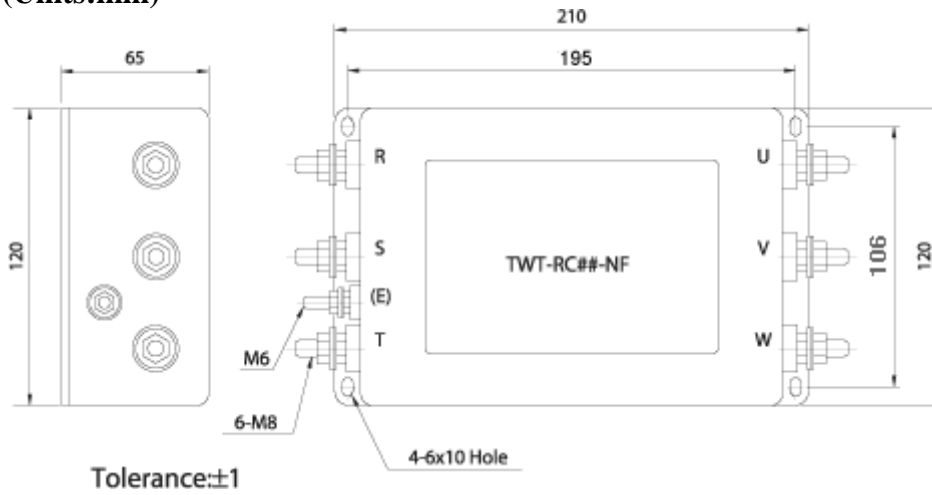 (Units:mm)
210
65
195
R
U
S
V
TWT-RC##-NF
120
106
120
(E)
T
W
M6
6-M8
4-6x10 Hole
Tolerance:±1